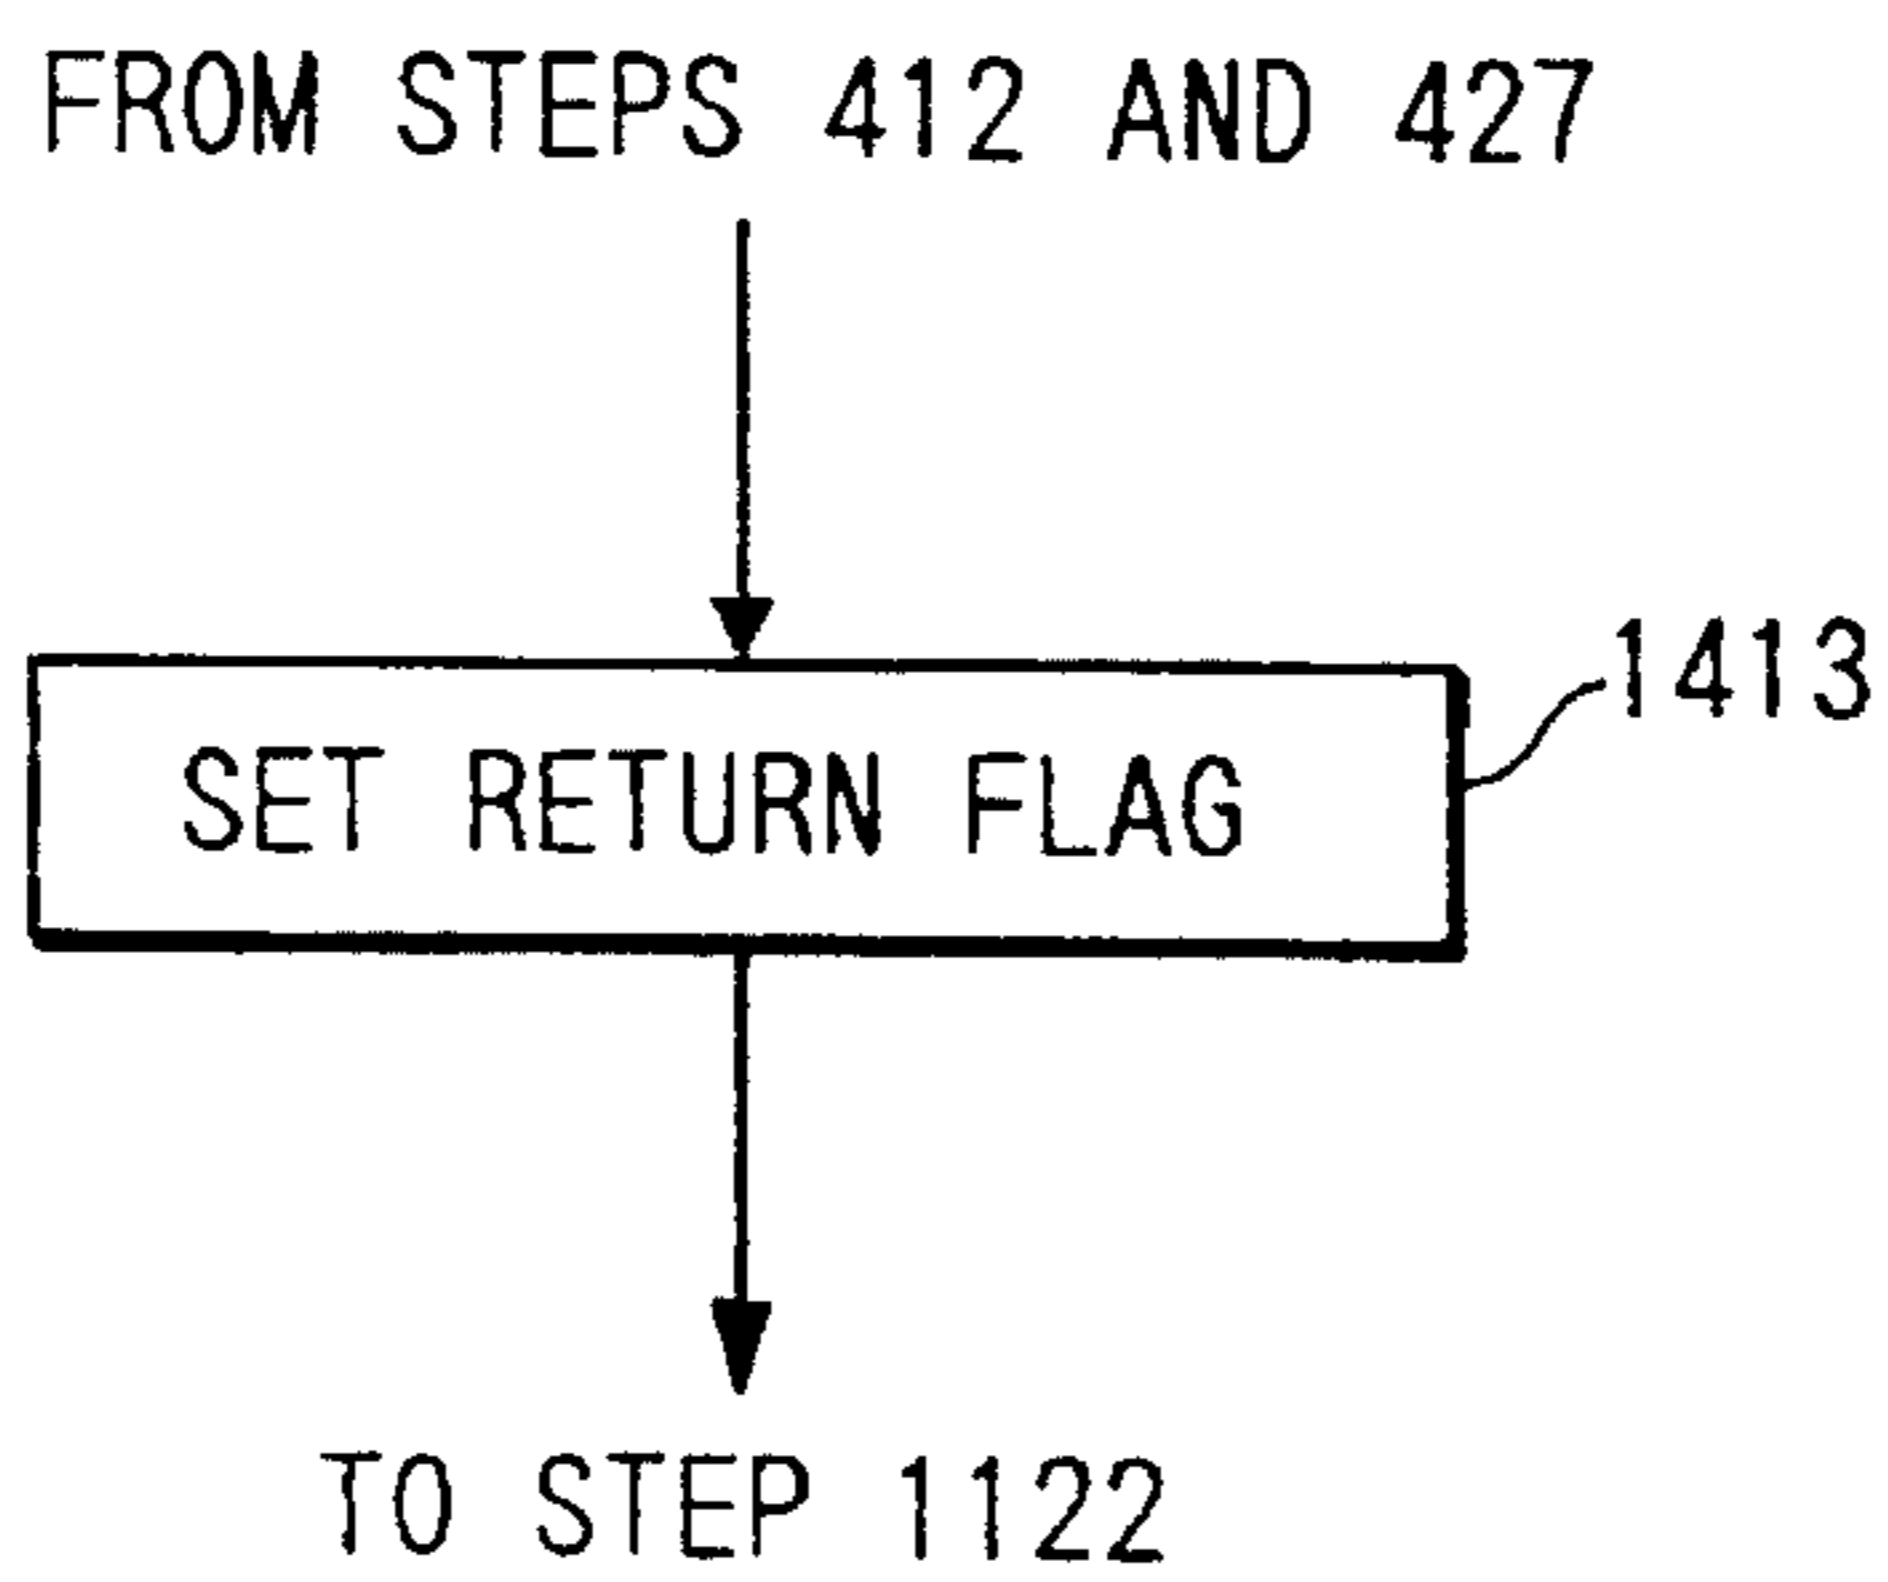 FROM STEPS 412 AND 427
1413
SET RETURN FLAG
TO STEP 1122